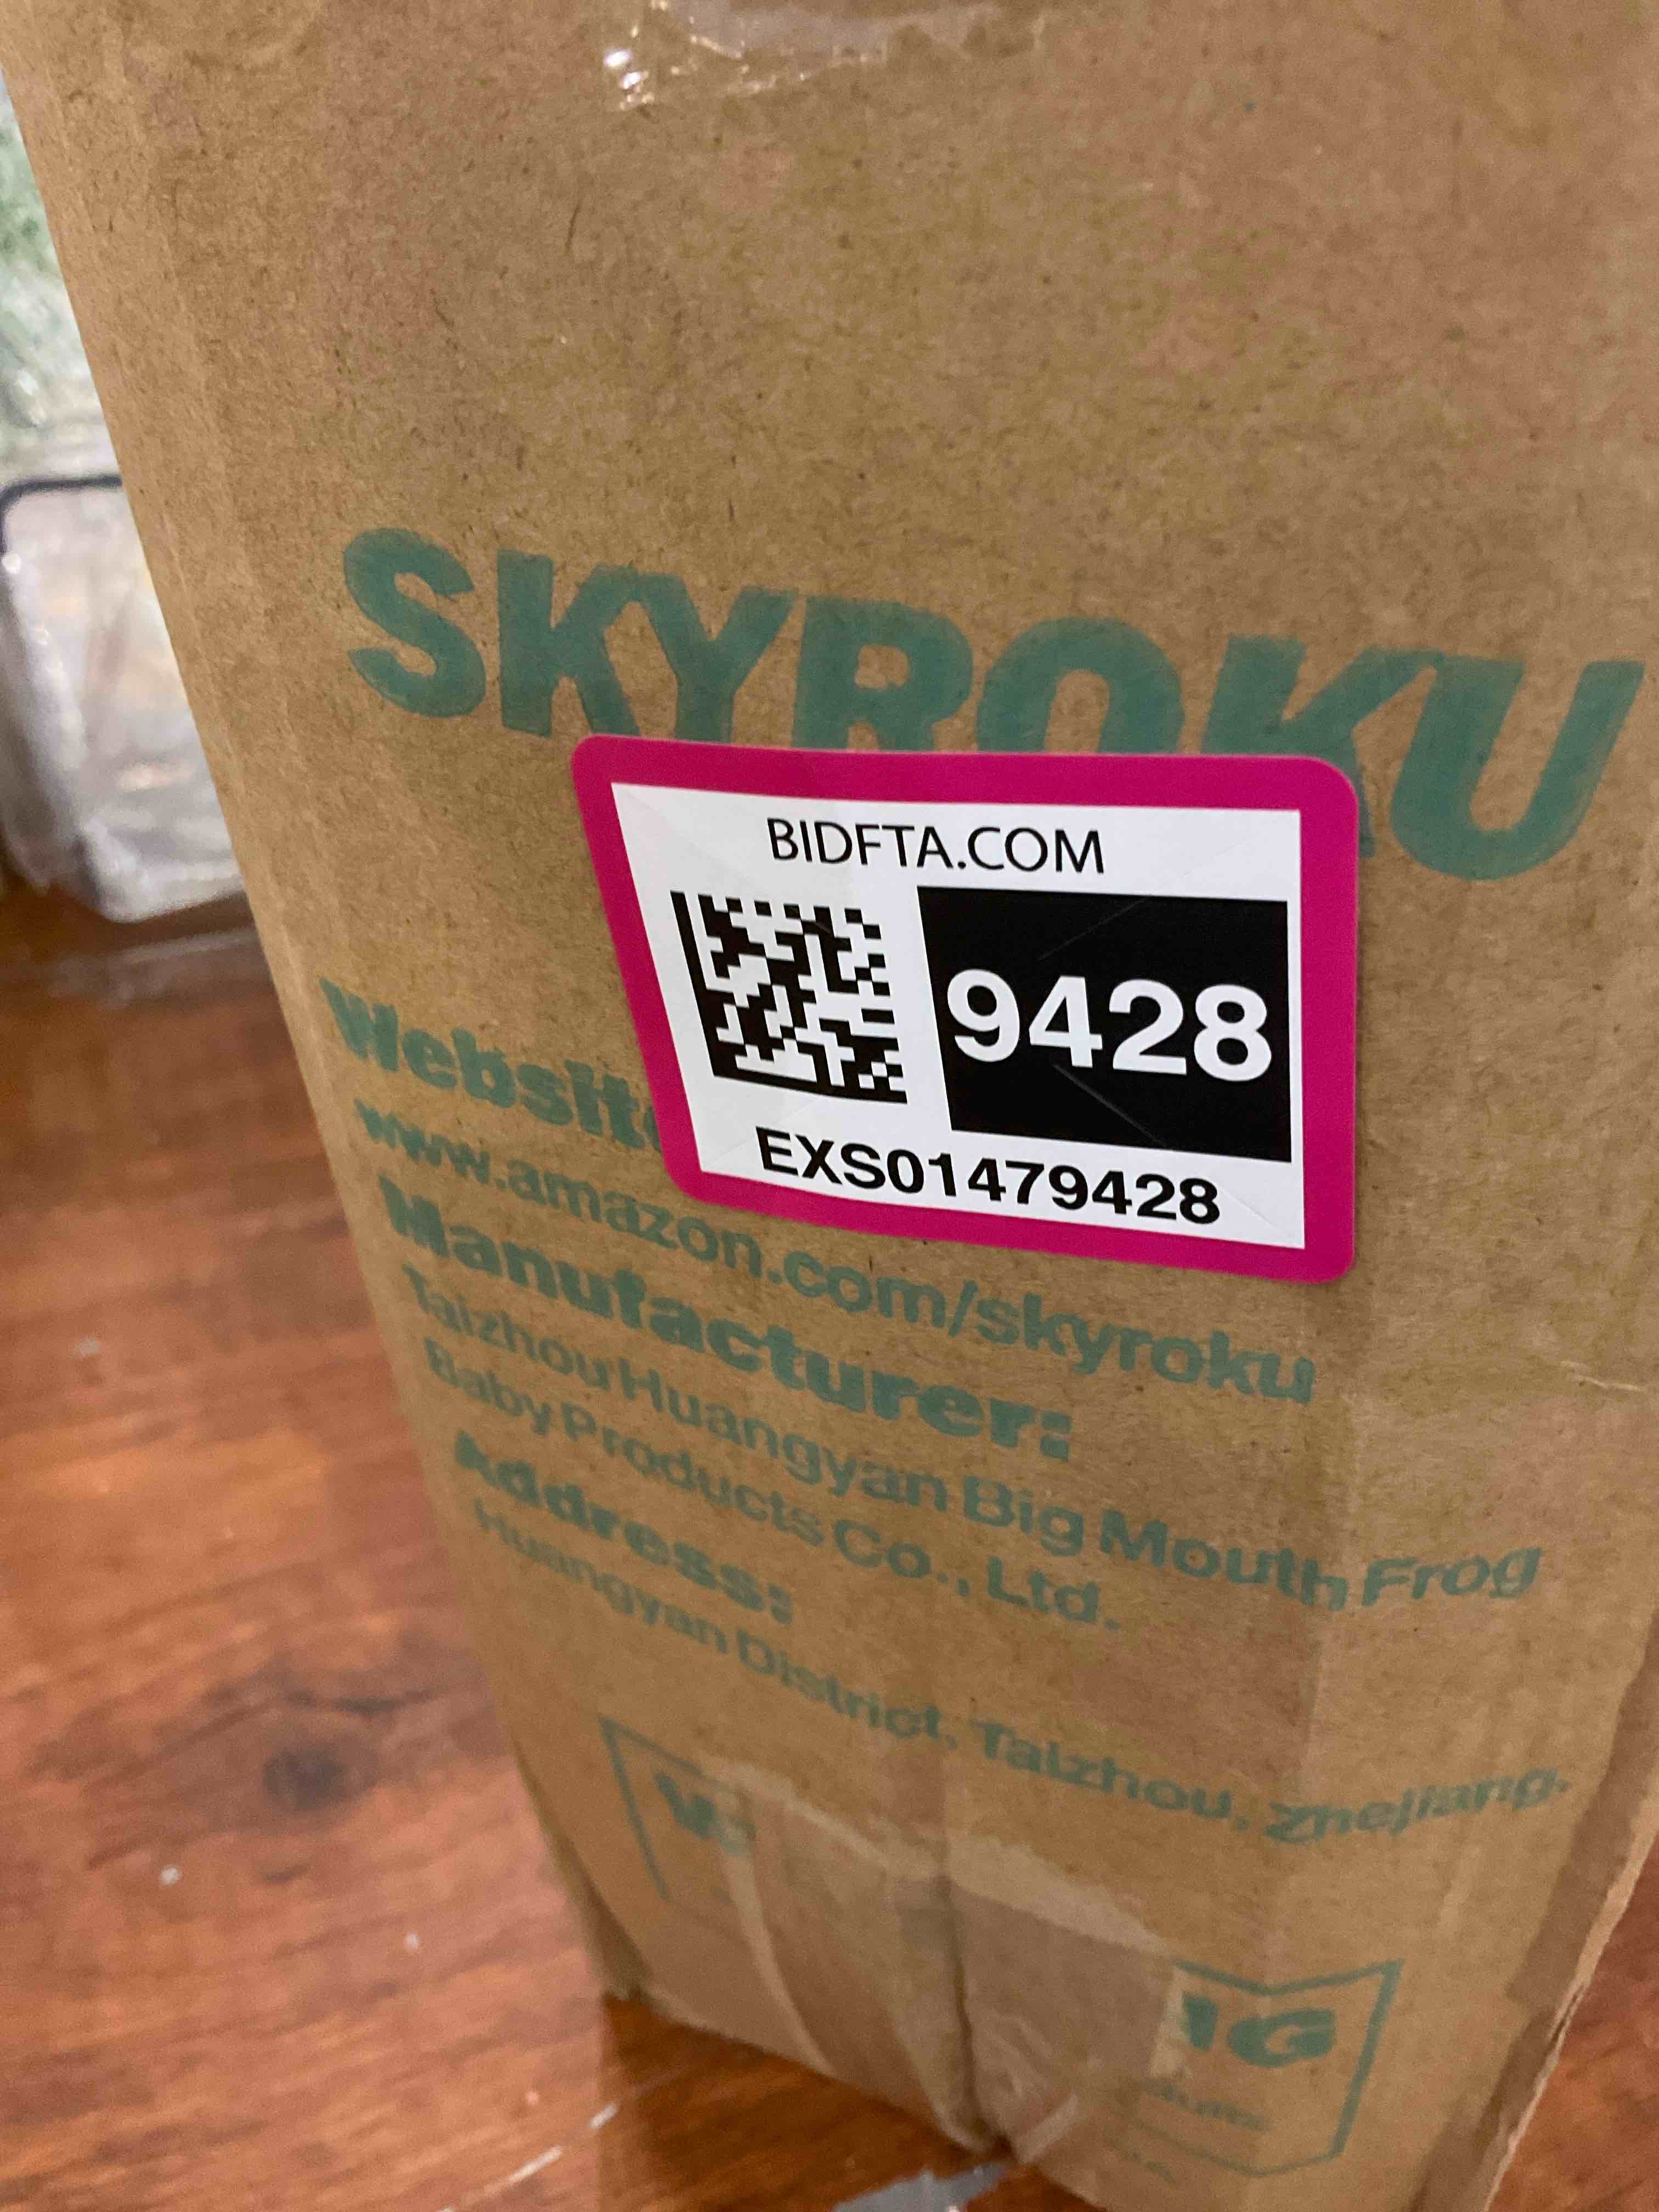 SKYROKU
BIDFTA.COM
9428
EXS01479428
www.amazon.com/skyroku
Manufacturer:
Taizhou Huangyan Big Mouth Frog
Baby Products Co., Ltd.
Address:
Huangyan District, Taizhou, Zhejiang,